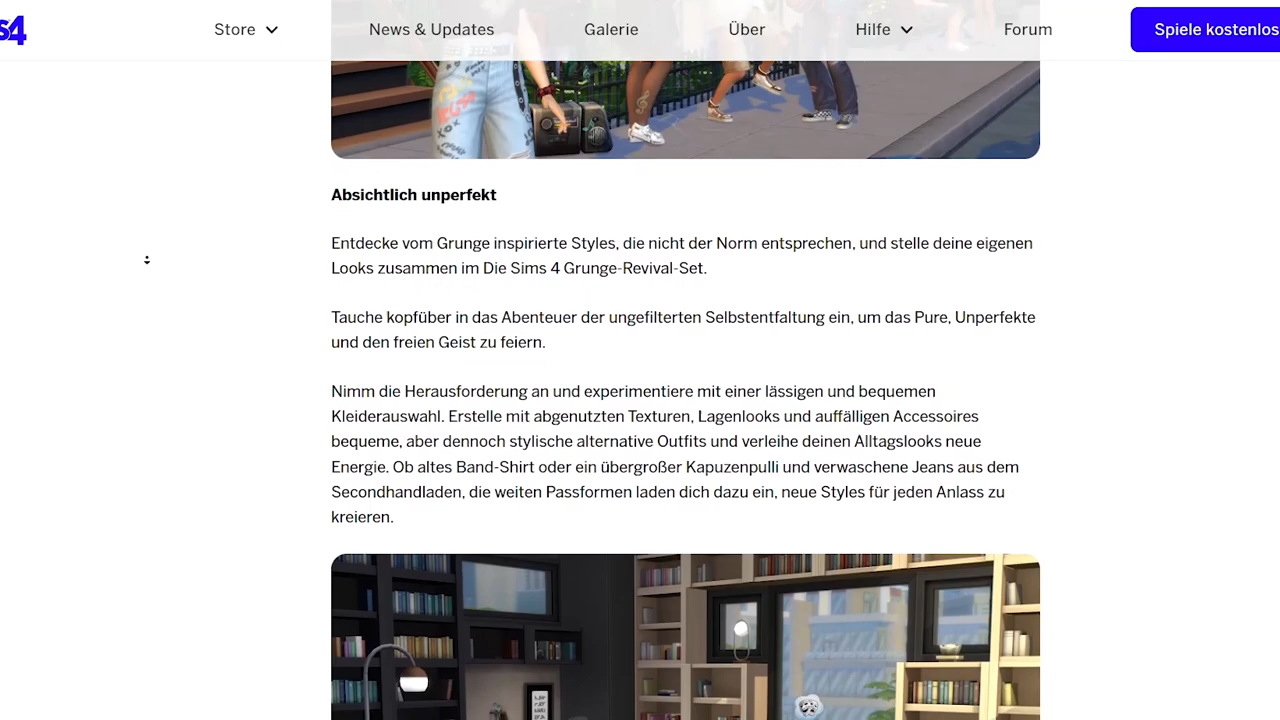 S4
Store
News & Updates
Galerie
Über
Hilfe
Forum
Spiele kostenlos
Absichtlich unperfekt
Entdecke vom Grunge inspirierte Styles, die nicht der Norm entsprechen, und stelle deine eigenen
Looks zusammen im Die Sims 4 Grunge-Revival-Set.
Tauche kopfüber in das Abenteuer der ungefilterten Selbstentfaltung ein, um das Pure, Unperfekte
und den freien Geist zu feiern.
Nimm die Herausforderung an und experimentiere mit einer lässigen und bequemen
Kleiderauswahl. Erstelle mit abgenutzten Texturen, Lagenlooks und auffälligen Accessoires
bequeme, aber dennoch stylische alternative Outfits und verleihe deinen Alltagslooks neue
Energie. Ob altes Band-Shirt oder ein übergroßer Kapuzenpulli und verwaschene Jeans aus dem
Secondhandladen, die weiten Passformen laden dich dazu ein, neue Styles für jeden Anlass zu
kreieren.